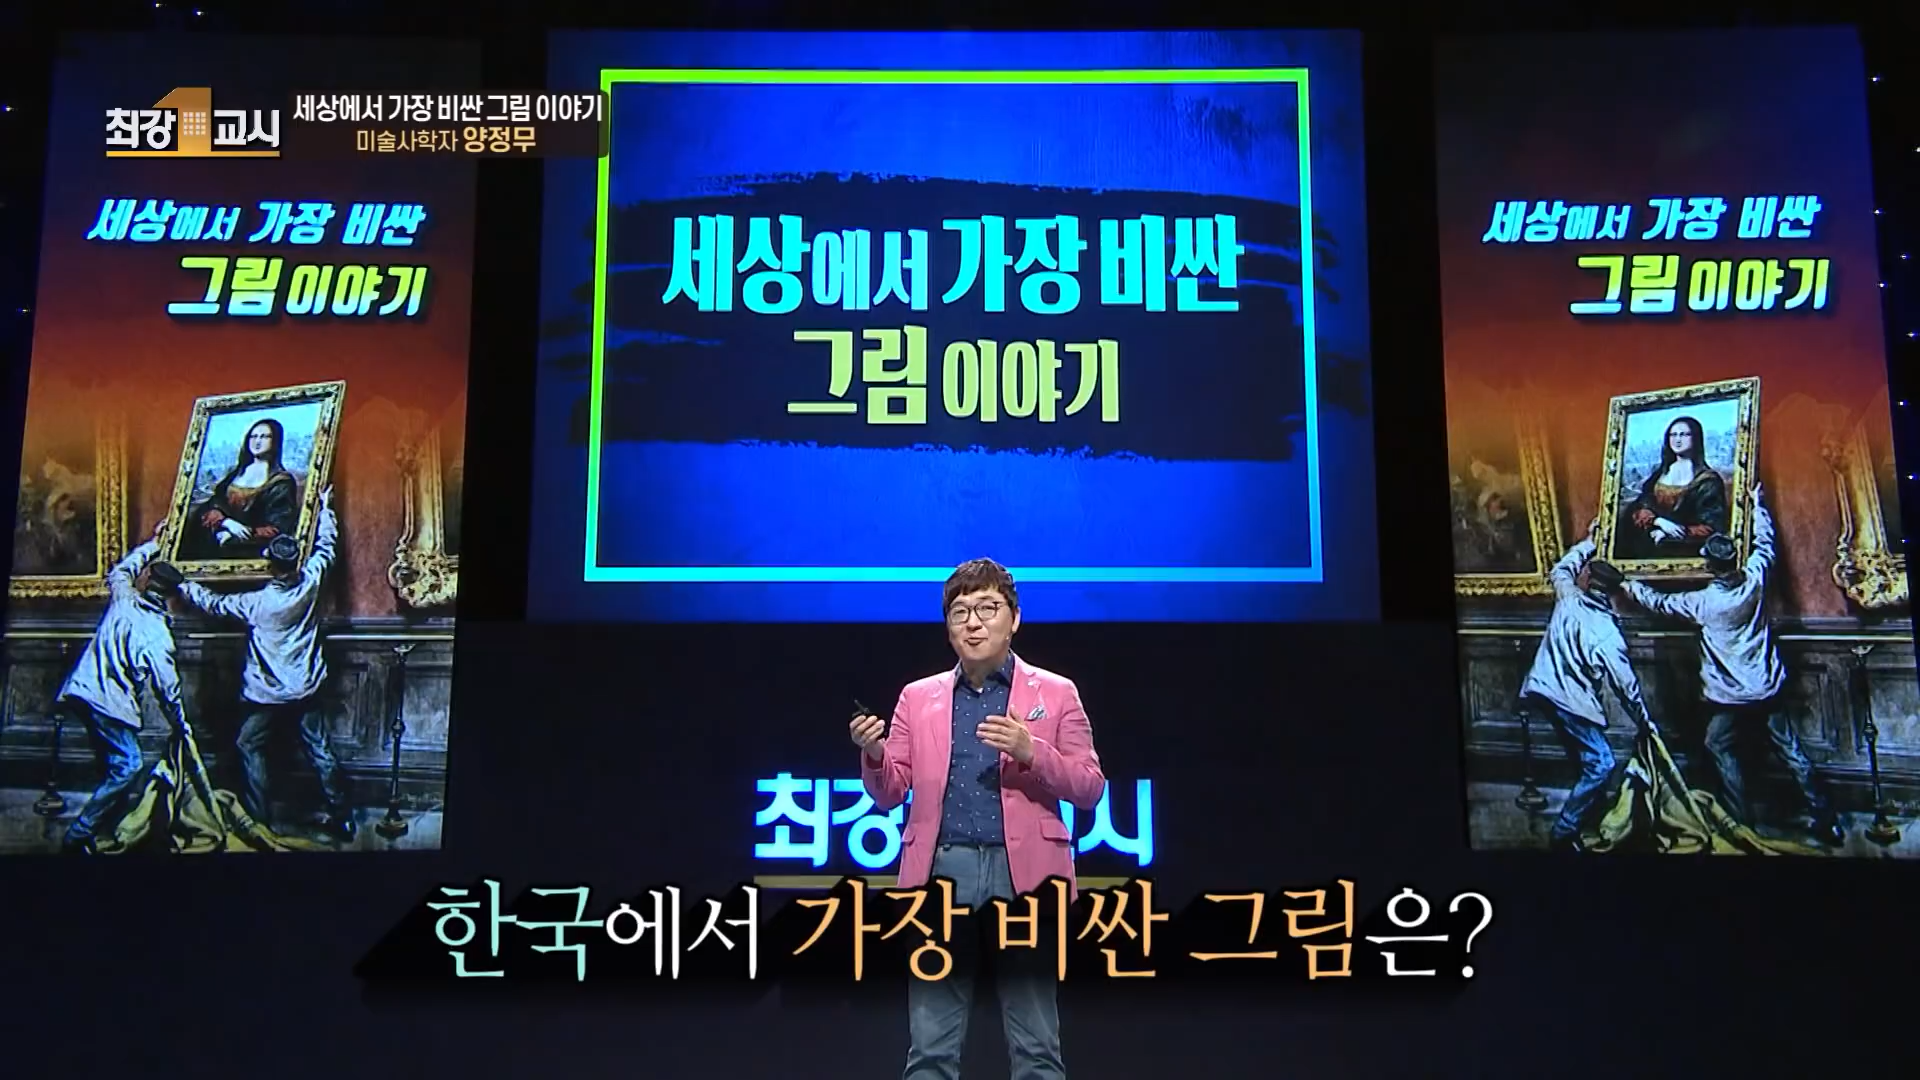 최강1교시
세상에서 가장 비싼 그림 이야기
미술사학자 양정무
세상에서 가장 비싼
그림 이야기
세상에서 가장 비싼
그림 이야기
세상에서 가장 비싼
그림 이야기
최강 교시
한국에서 가장 비싼 그림은?